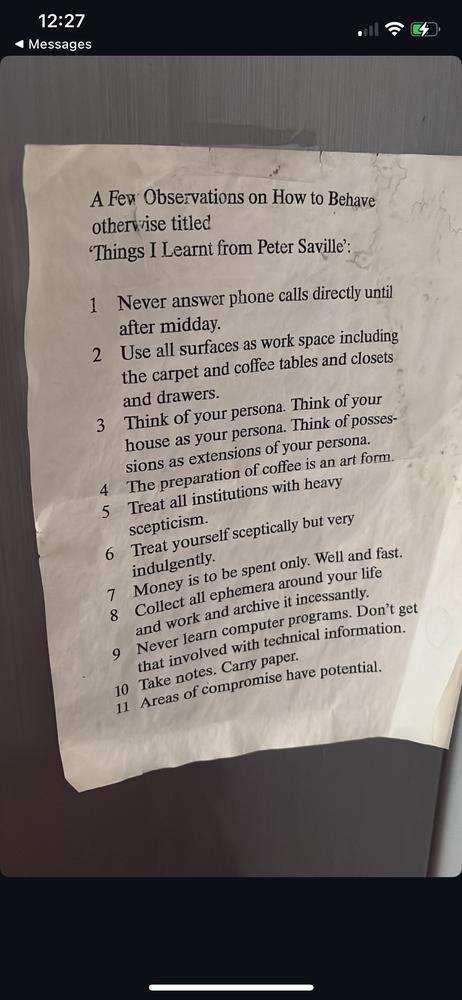 12:27
◀ Messages
A Few Observations on How to Behave
otherwise titled
‘Things I Learnt from Peter Saville’:
1 Never answer phone calls directly until
after midday.
2 Use all surfaces as work space including
the carpet and coffee tables and closets
and drawers.
3 Think of your persona. Think of your
house as your persona. Think of posses-
sions as extensions of your persona.
4 The preparation of coffee is an art form.
5 Treat all institutions with heavy
scepticism.
6 Treat yourself sceptically but very
indulgently.
7 Money is to be spent only. Well and fast.
8 Collect all ephemera around your life
and work and archive it incessantly.
9 Never learn computer programs. Don’t get
that involved with technical information.
10 Take notes. Carry paper.
11 Areas of compromise have potential.